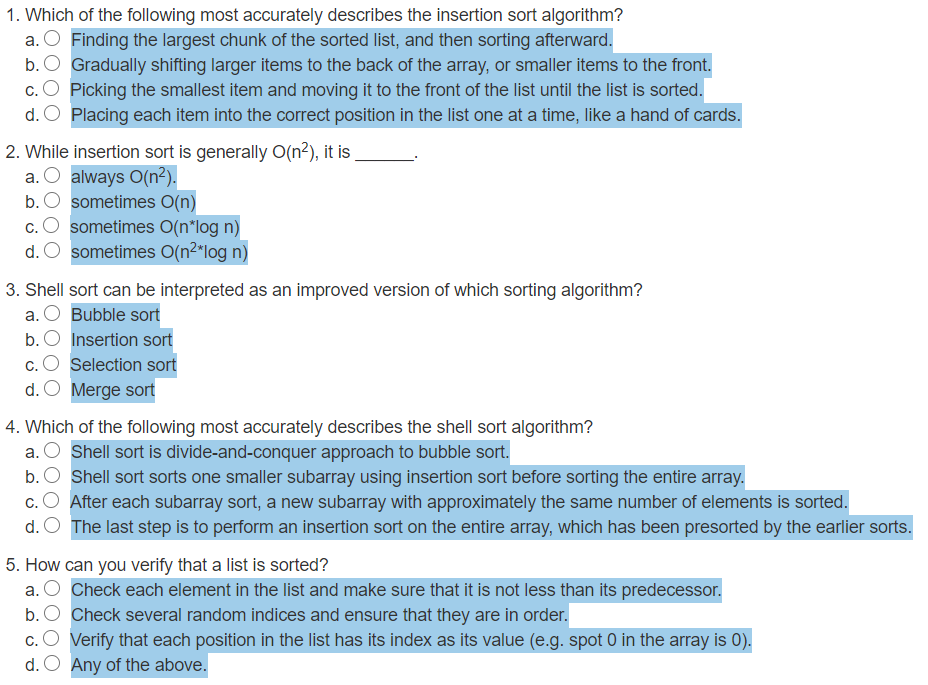 1. Which of the following most accurately describes the insertion sort algorithm?
a. Finding the largest chunk of the sorted list, and then sorting afterward.
b. Gradually shifting larger items to the back of the array, or smaller items to the front.
c. Picking the smallest item and moving it to the front of the list until the list is sorted.
d. Placing each item into the correct position in the list one at a time, like a hand of cards.
2. While insertion sort is generally O(n²), it is ______.
a. always O(n²).
b. sometimes O(n)
c. sometimes O(n*log n)
d. sometimes O(n²*log n)
3. Shell sort can be interpreted as an improved version of which sorting algorithm?
a. Bubble sort
b. Insertion sort
c. Selection sort
d. Merge sort
4. Which of the following most accurately describes the shell sort algorithm?
a. Shell sort is divide-and-conquer approach to bubble sort.
b. Shell sort sorts one smaller subarray using insertion sort before sorting the entire array.
c. After each subarray sort, a new subarray with approximately the same number of elements is sorted.
d. The last step is to perform an insertion sort on the entire array, which has been presorted by the earlier sorts.
5. How can you verify that a list is sorted?
a. Check each element in the list and make sure that it is not less than its predecessor.
b. Check several random indices and ensure that they are in order.
c. Verify that each position in the list has its index as its value (e.g. spot 0 in the array is 0).
d. Any of the above.